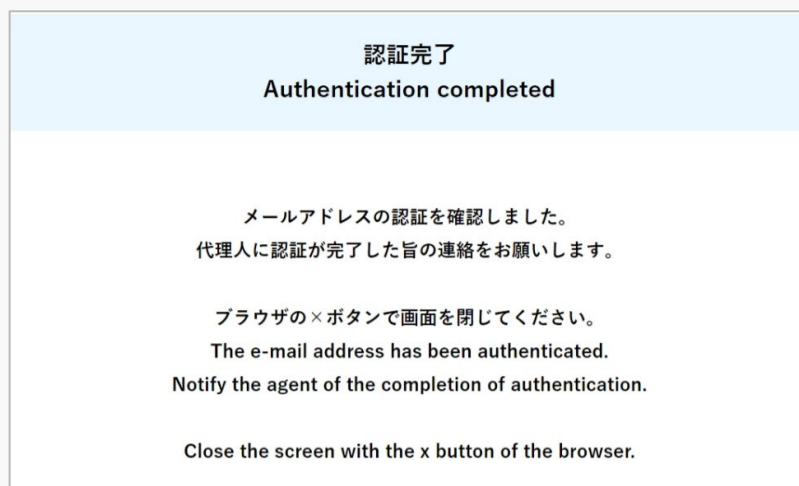 認証完了
Authentication completed
メールアドレスの認証を確認しました。
代理人に認証が完了した旨の連絡をお願いします。
ブラウザの×ボタンで画面を閉じてください。
The e-mail address has been authenticated.
Notify the agent of the completion of authentication.
Close the screen with the x button of the browser.